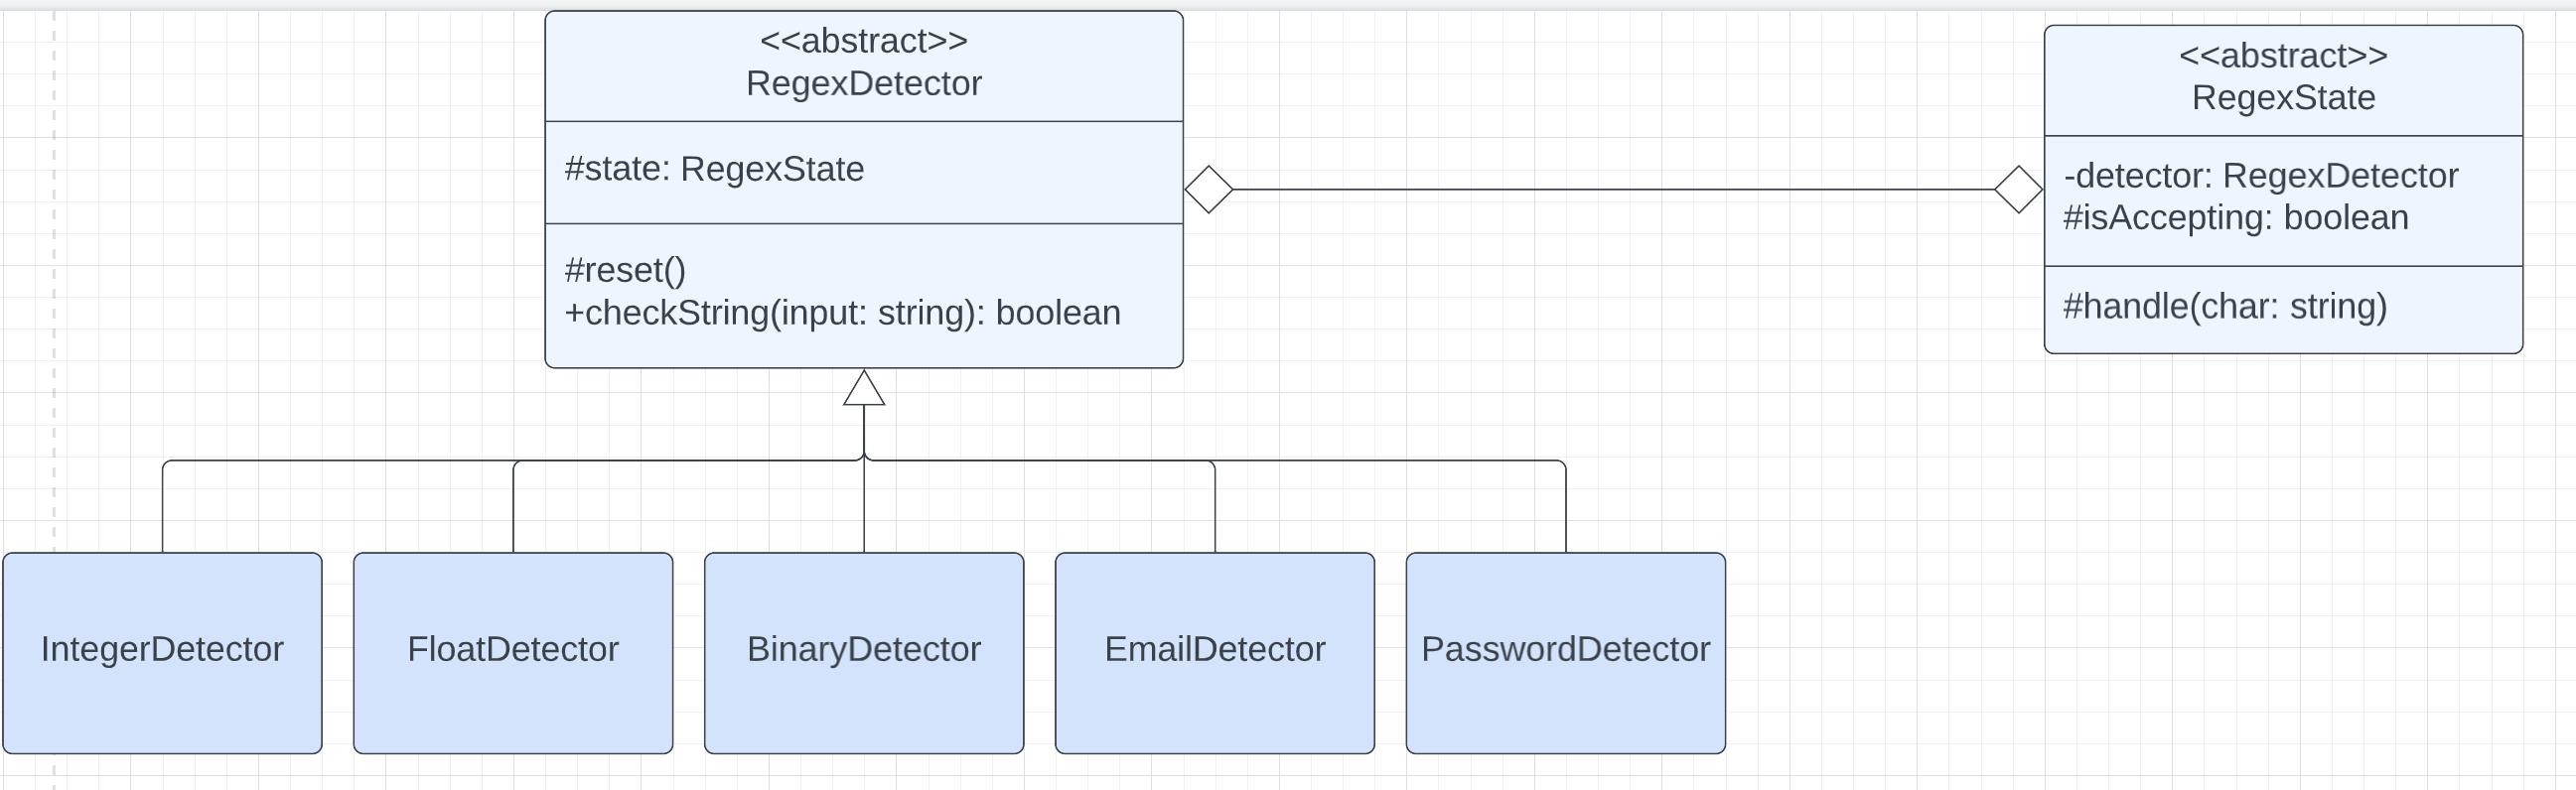 <<abstract>>
RegexDetector
#state: RegexState
#reset()
+checkString(input: string): boolean
<<abstract>>
RegexState
-detector: RegexDetector
#isAccepting: boolean
#handle(char: string)
IntegerDetector
FloatDetector
BinaryDetector
EmailDetector
PasswordDetector